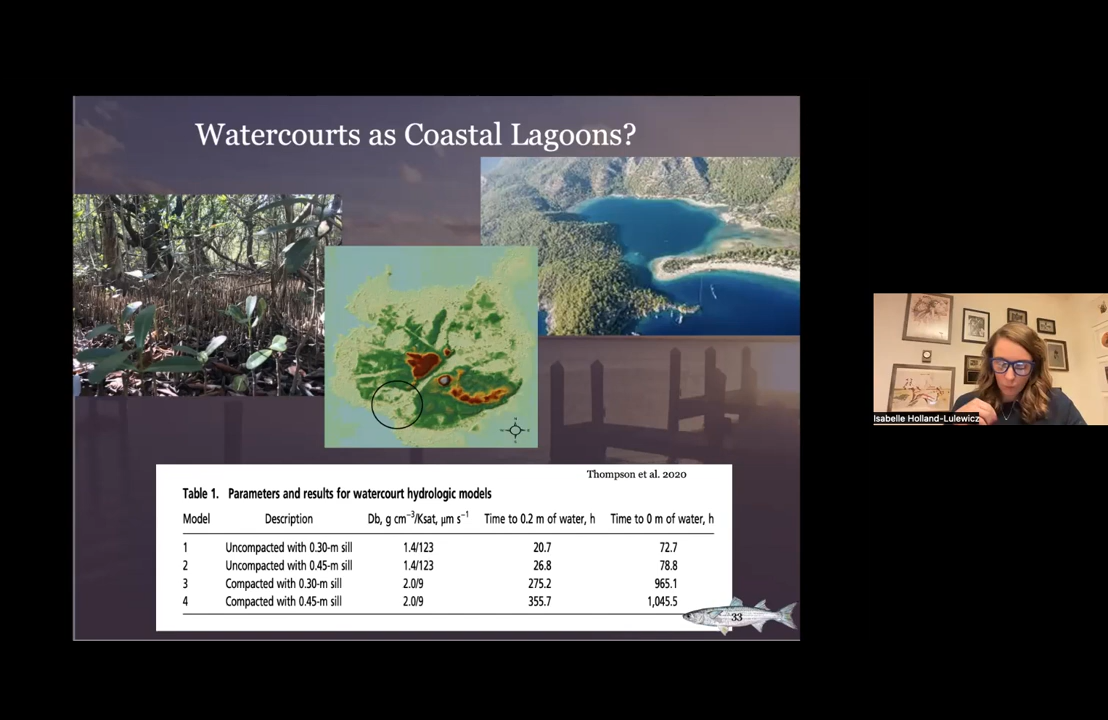 Watercourts as Coastal Lagoons?
Thompson et al. 2020
Table 1. Parameters and results for watercourt hydrologic models
Model Description Db, g cm⁻³/Ksat, μm s⁻¹ Time to 0.2 m of water, h Time to 0 m of water, h
1 Uncompacted with 0.30-m sill 1.4/123 20.7 72.7
2 Uncompacted with 0.45-m sill 1.4/123 26.8 78.8
3 Compacted with 0.30-m sill 2.0/9 275.2 965.1
4 Compacted with 0.45-m sill 2.0/9 355.7 1,045.5
33
Isabelle Holland-Lulewicz